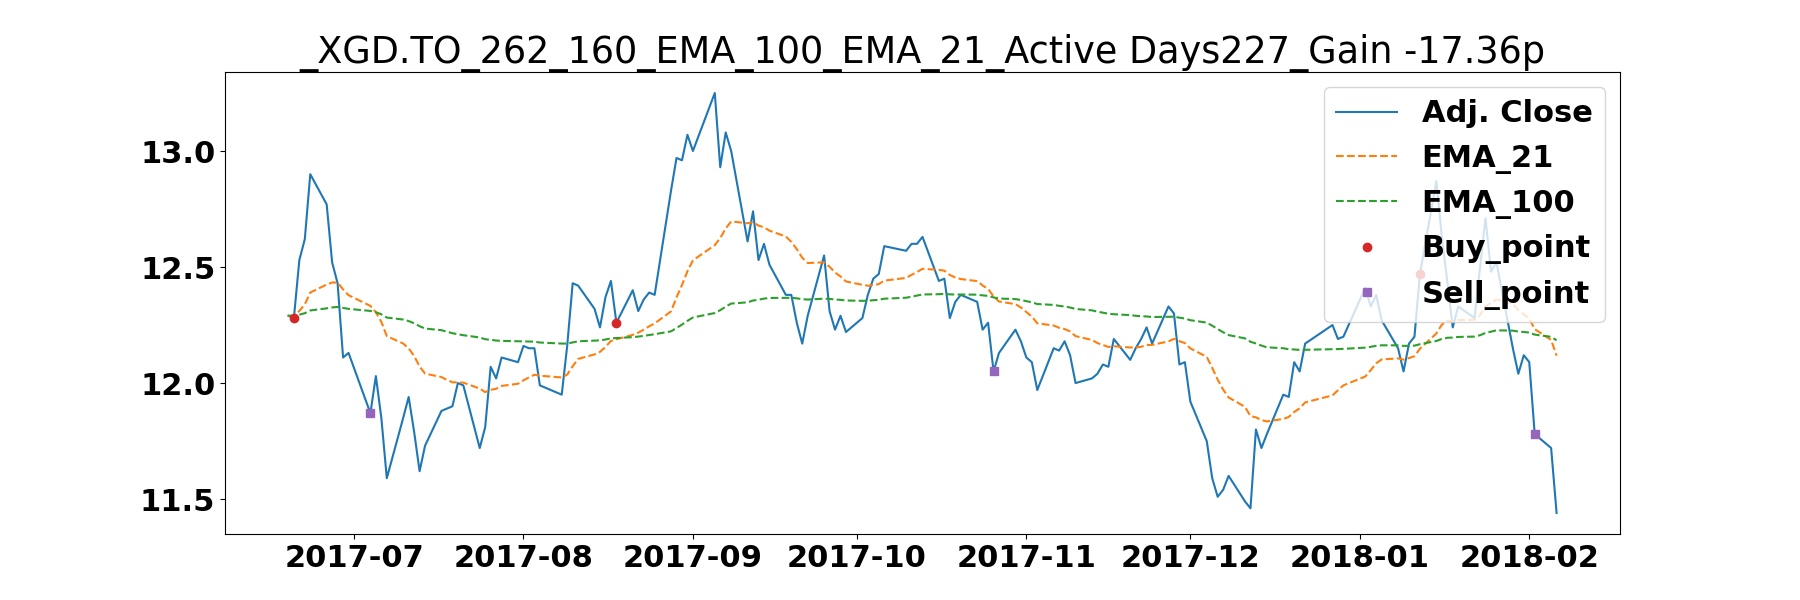 _XGD.TO_262_160_EMA_100_EMA_21_Active Days227_Gain -17.36p
Adj. Close
EMA_21
EMA_100
Buy_point
Sell_point
13.0
12.5
12.0
11.5
2017-07 2017-08 2017-09 2017-10 2017-11 2017-12 2018-01 2018-02